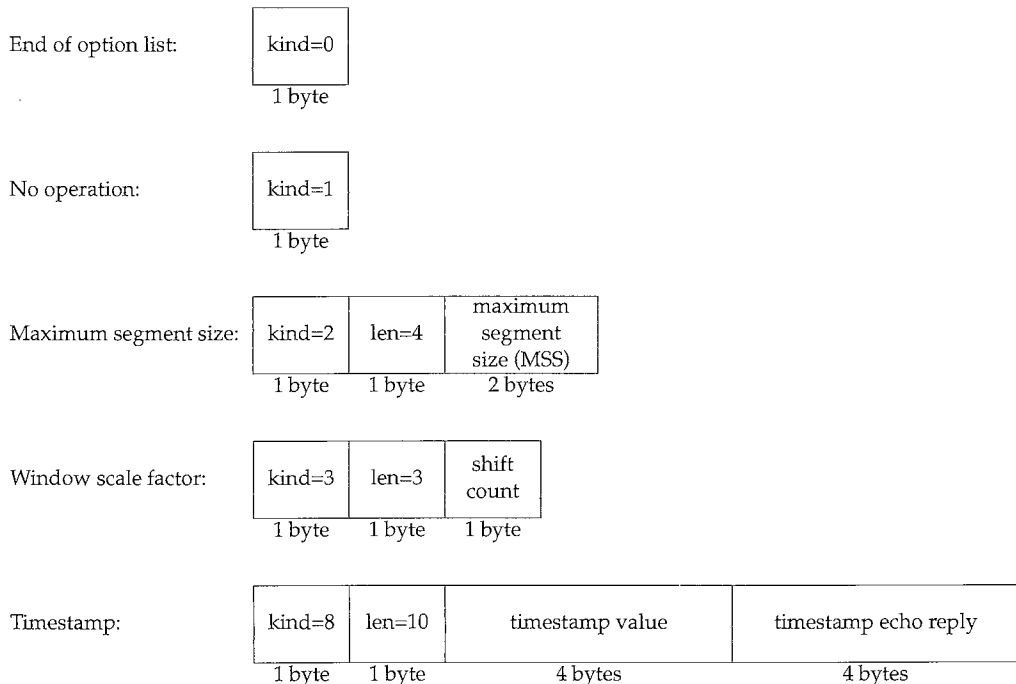 End of option list:
kind=0
1 byte
No operation:
kind=1
1 byte
Maximum segment size:
kind=2
len=4
maximum
segment
size (MSS)
1 byte
1 byte
2 bytes
Window scale factor:
kind=3
len=3
shift
count
1 byte
1 byte
1 byte
Timestamp:
kind=8
len=10
timestamp value
timestamp echo reply
1 byte
1 byte
4 bytes
4 bytes